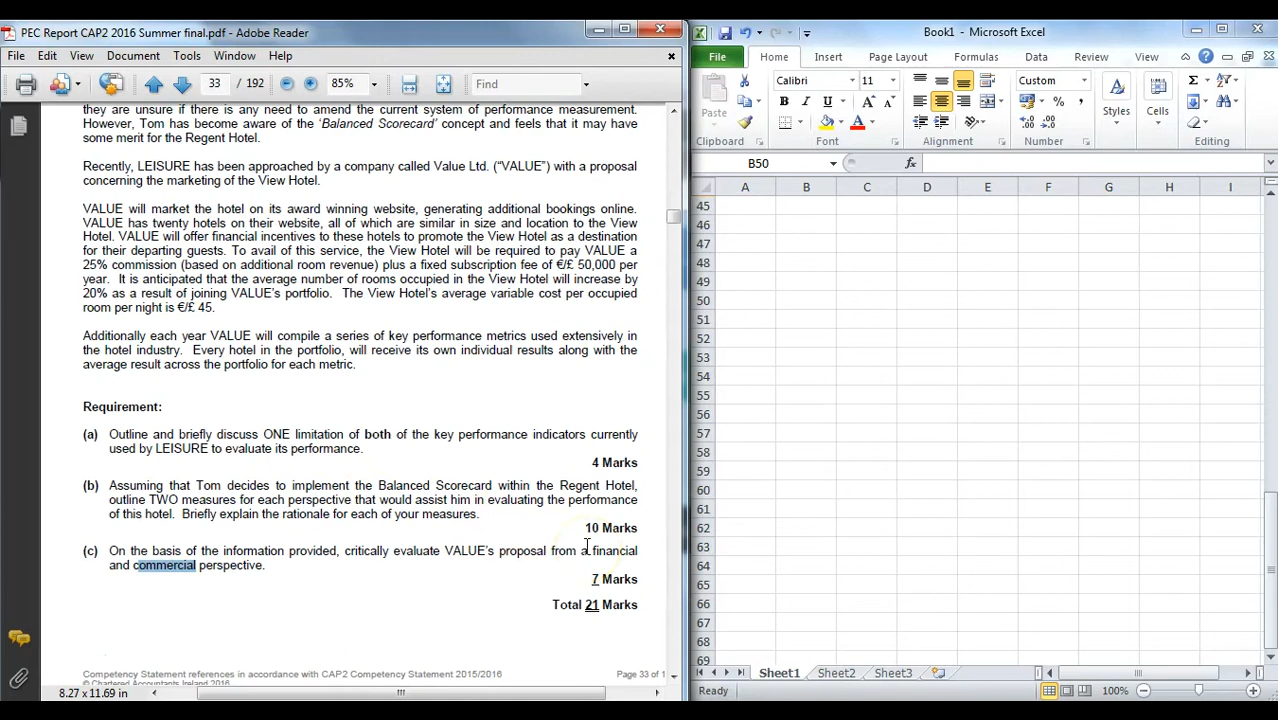 PEC Report CAP2 2016 Summer final.pdf - Adobe Reader
File Edit View Document Tools Window Help
33 / 192 85% Find
they are unsure if there is any need to amend the current system of performance measurement.
However, Tom has become aware of the 'Balanced Scorecard' concept and feels that it may have
some merit for the Regent Hotel.
Recently, LEISURE has been approached by a company called Value Ltd. ("VALUE") with a proposal
concerning the marketing of the View Hotel.
VALUE will market the hotel on its award winning website, generating additional bookings online.
VALUE has twenty hotels on their website, all of which are similar in size and location to the View
Hotel. VALUE will offer financial incentives to these hotels to promote the View Hotel as a destination
for their departing guests. To avail of this service, the View Hotel will be required to pay VALUE a
25% commission (based on additional room revenue) plus a fixed subscription fee of €/£ 50,000 per
year. It is anticipated that the average number of rooms occupied in the View Hotel will increase by
20% as a result of joining VALUE's portfolio. The View Hotel's average variable cost per occupied
room per night is €/£ 45.
Additionally each year VALUE will compile a series of key performance metrics used extensively in
the hotel industry. Every hotel in the portfolio, will receive its own individual results along with the
average result across the portfolio for each metric.
Requirement:
(a) Outline and briefly discuss ONE limitation of both of the key performance indicators currently
used by LEISURE to evaluate its performance.
4 Marks
(b) Assuming that Tom decides to implement the Balanced Scorecard within the Regent Hotel,
outline TWO measures for each perspective that would assist him in evaluating the performance
of this hotel. Briefly explain the rationale for each of your measures.
10 Marks
(c) On the basis of the information provided, critically evaluate VALUE's proposal from a financial
and commercial perspective.
7 Marks
Total 21 Marks
Competency Statement references in accordance with CAP2 Competency Statement 2015/2016 Page 33 of 1
© Chartered Accountants Ireland 2016
8.27 x 11.69 in
Book1 - Microsoft Excel
File Home Insert Page Layout Formulas Data Review View
Paste Calibri 11 Custom Styles Cells
B I U A A
Clipboard Font Alignment Number Editing
B50 fx
A B C D E F G H I
45
46
47
48
49
50
51
52
53
54
55
56
57
58
59
60
61
62
63
64
65
66
67
68
69
Sheet1 Sheet2 Sheet3
Ready 100%